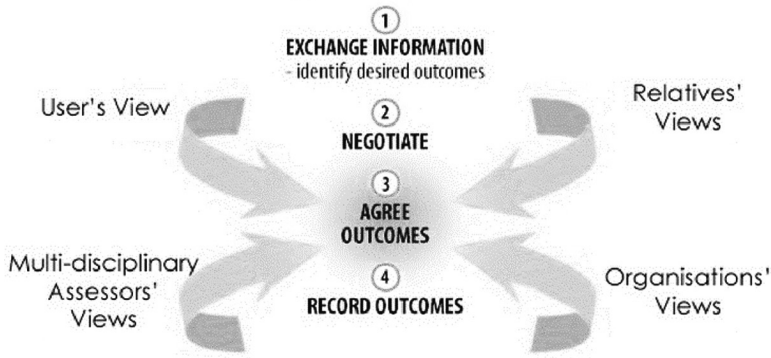 1
EXCHANGE INFORMATION
- identify desired outcomes
User's View
Relatives'
Views
2
NEGOTIATE
3
AGREE
OUTCOMES
Multi-disciplinary
Assessors'
Views
Organisations'
Views
4
RECORD OUTCOMES